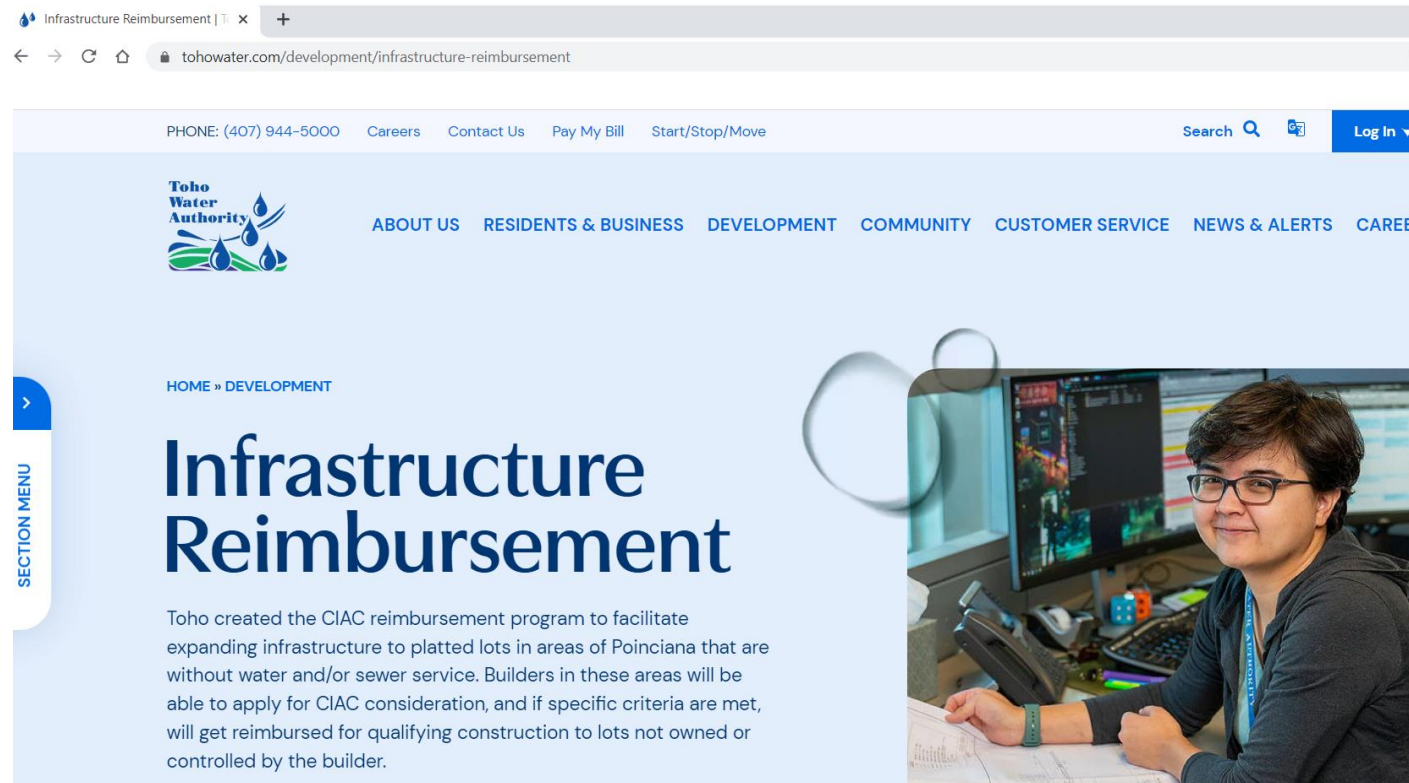 Infrastructure Reimbursement |
tohowater.com/development/infrastructure-reimbursement
PHONE: (407) 944-5000 Careers Contact Us Pay My Bill Start/Stop/Move Search Log In
Toho
Water
Authority
ABOUT US RESIDENTS & BUSINESS DEVELOPMENT COMMUNITY CUSTOMER SERVICE NEWS & ALERTS CAREE
HOME » DEVELOPMENT
SECTION MENU
Infrastructure
Reimbursement
Toho created the CIAC reimbursement program to facilitate
expanding infrastructure to platted lots in areas of Poinciana that are
without water and/or sewer service. Builders in these areas will be
able to apply for CIAC consideration, and if specific criteria are met,
will get reimbursed for qualifying construction to lots not owned or
controlled by the builder.